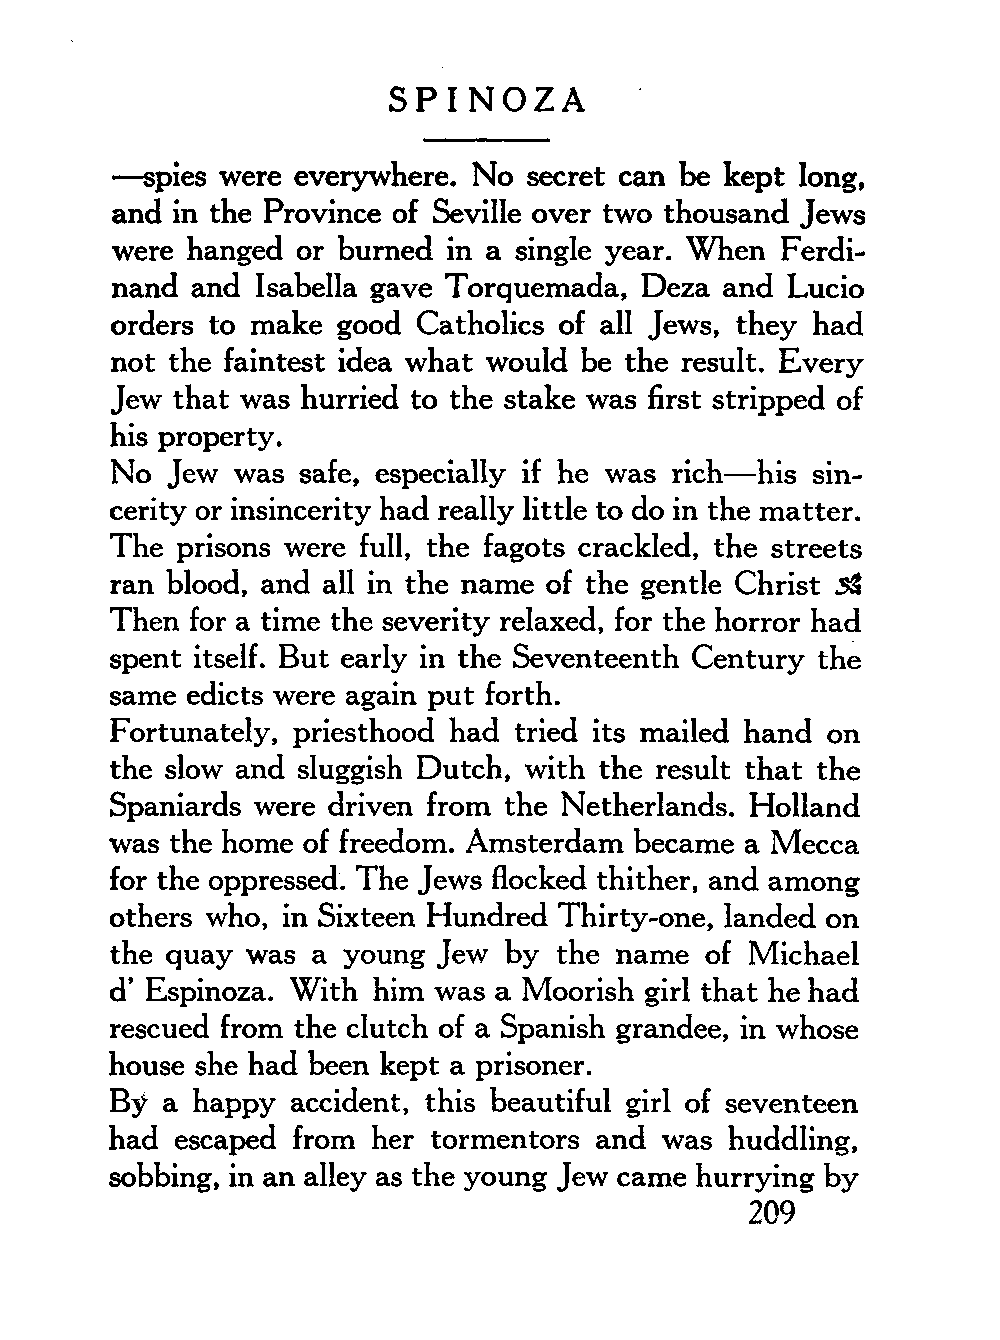 SPINOZA
—spies were everywhere. No secret can be kept long,
and in the Province of Seville over two thousand Jews
were hanged or burned in a single year. When Ferdi-
nand and Isabella gave Torquemada, Deza and Lucio
orders to make good Catholics of all Jews, they had
not the faintest idea what would be the result. Every
Jew that was hurried to the stake was first stripped of
his property.
No Jew was safe, especially if he was rich—his sin-
cerity or insincerity had really little to do in the matter.
The prisons were full, the fagots crackled, the streets
ran blood, and all in the name of the gentle Christ
Then for a time the severity relaxed, for the horror had
spent itself. But early in the Seventeenth Century the
same edicts were again put forth.
Fortunately, priesthood had tried its mailed hand on
the slow and sluggish Dutch, with the result that the
Spaniards were driven from the Netherlands. Holland
was the home of freedom. Amsterdam became a Mecca
for the oppressed. The Jews flocked thither, and among
others who, in Sixteen Hundred Thirty-one, landed on
the quay was a young Jew by the name of Michael
d' Espinoza. With him was a Moorish girl that he had
rescued from the clutch of a Spanish grandee, in whose
house she had been kept a prisoner.
By a happy accident, this beautiful girl of seventeen
had escaped from her tormentors and was huddling,
sobbing, in an alley as the young Jew came hurrying by
209